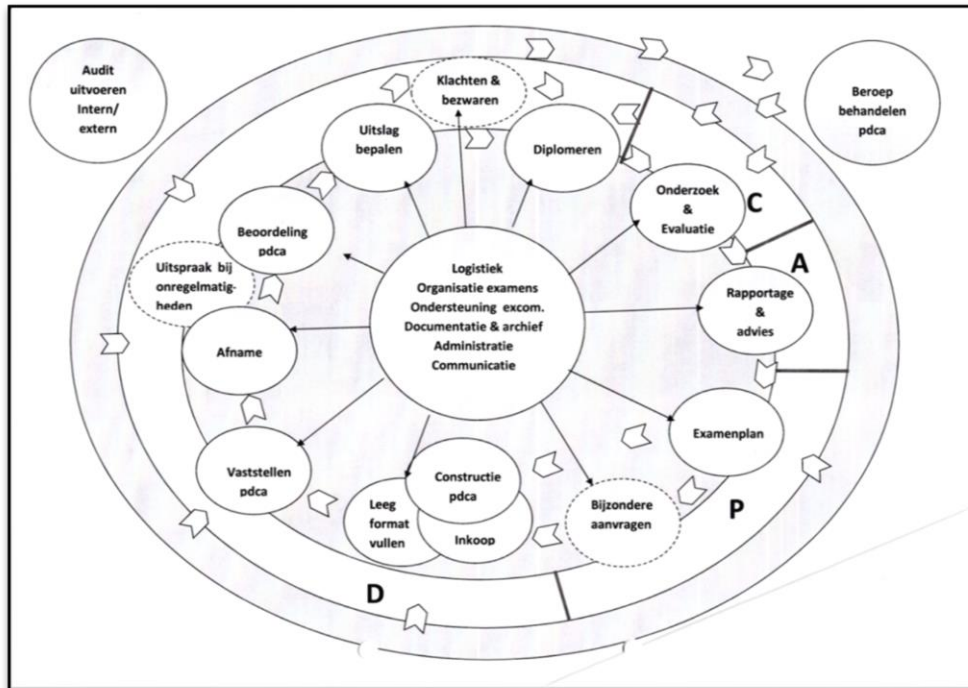 Audit
uitvoeren
Intern/
extern
Klachten &
bezwaren
Beroep
behandelen
pdca
Uitslag
bepalen
Diplomeren
Onderzoek
&
Evaluatie
C
Beoordeling
pdca
Uitspraak bij
onregelmatig-
heden
Logistiek
Organisatie examens
Ondersteuning excom.
Documentatie & archief
Administratie
Communicatie
A
Rapportage
&
advies
Afname
Examenplan
Vaststellen
pdca
Constructie
pdca
Leeg
format
vullen
Inkoop
Bijzondere
aanvragen
P
D